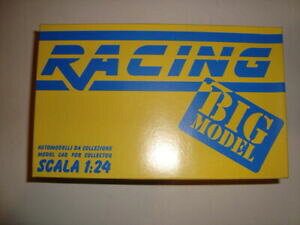 RACING
BIG
MODEL
AUTOMODELLI DA COLLEZIONE
MODEL CAR FOR COLLECTOR
SCALA 1:24